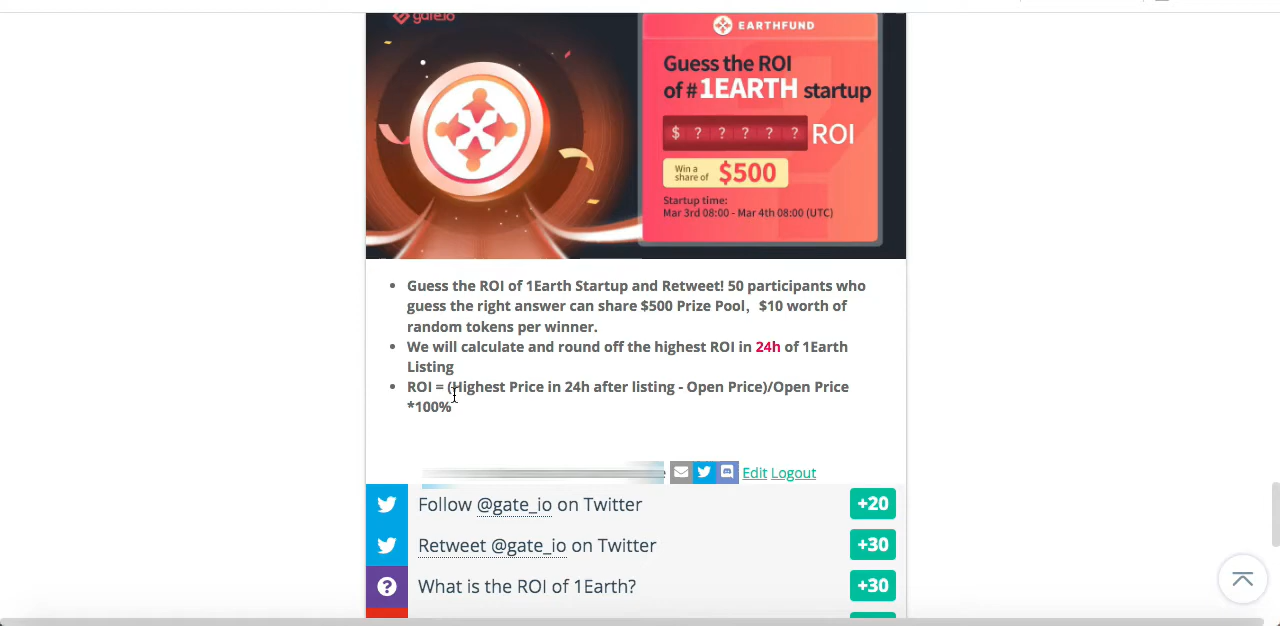 gate.io
EARTHFUND
Guess the ROI
of #1EARTH startup
$ ? ? ? ? ? ROI
Win a
share of $500
Startup time:
Mar 3rd 08:00 - Mar 4th 08:00 (UTC)
• Guess the ROI of 1Earth Startup and Retweet! 50 participants who
guess the right answer can share $500 Prize Pool，$10 worth of
random tokens per winner.
• We will calculate and round off the highest ROI in 24h of 1Earth
Listing
• ROI = (Highest Price in 24h after listing - Open Price)/Open Price
*100%
Edit Logout
Follow @gate_io on Twitter +20
Retweet @gate_io on Twitter +30
? What is the ROI of 1Earth? +30